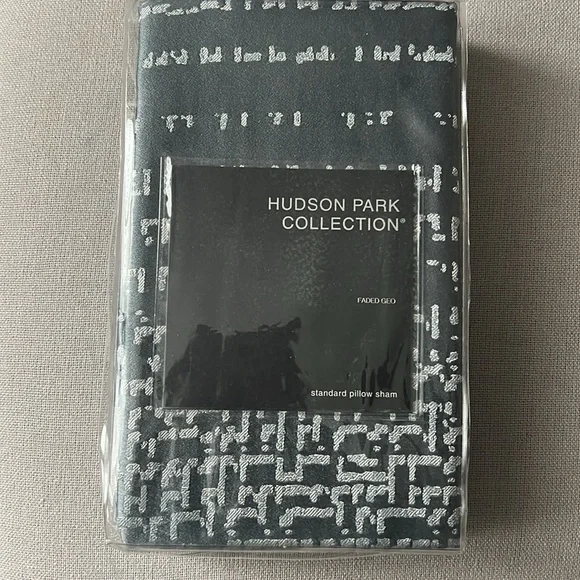 HUDSON PARK
COLLECTION®
FADED GEO
standard pillow sham